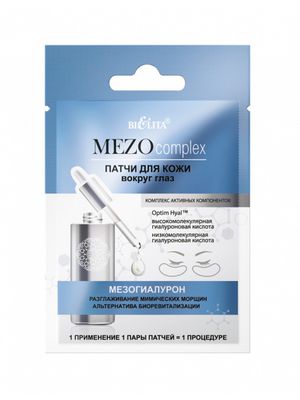 BIELITA
MEZOcomplex
ПАТЧИ ДЛЯ КОЖИ
вокруг глаз
КОМПЛЕКС АКТИВНЫХ КОМПОНЕНТОВ
Optim Hyal™
высокомолекулярная
гиалуроновая кислота
низкомолекулярная
гиалуроновая кислота
МЕЗОГИАЛУРОН
РАЗГЛАЖИВАНИЕ МИМИЧЕСКИХ МОРЩИН
АЛЬТЕРНАТИВА БИОРЕВИТАЛИЗАЦИИ
1 ПРИМЕНЕНИЕ 1 ПАРЫ ПАТЧЕЙ = 1 ПРОЦЕДУРЕ